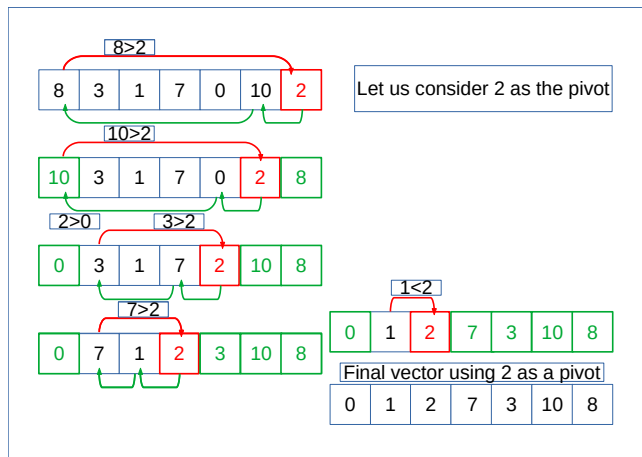 8>2
8 3 1 7 0 10 2
Let us consider 2 as the pivot
10>2
10 3 1 7 0 2 8
2>0 3>2
0 3 1 7 2 10 8
7>2
0 7 1 2 3 10 8
1<2
0 1 2 7 3 10 8
Final vector using 2 as a pivot
0 1 2 7 3 10 8